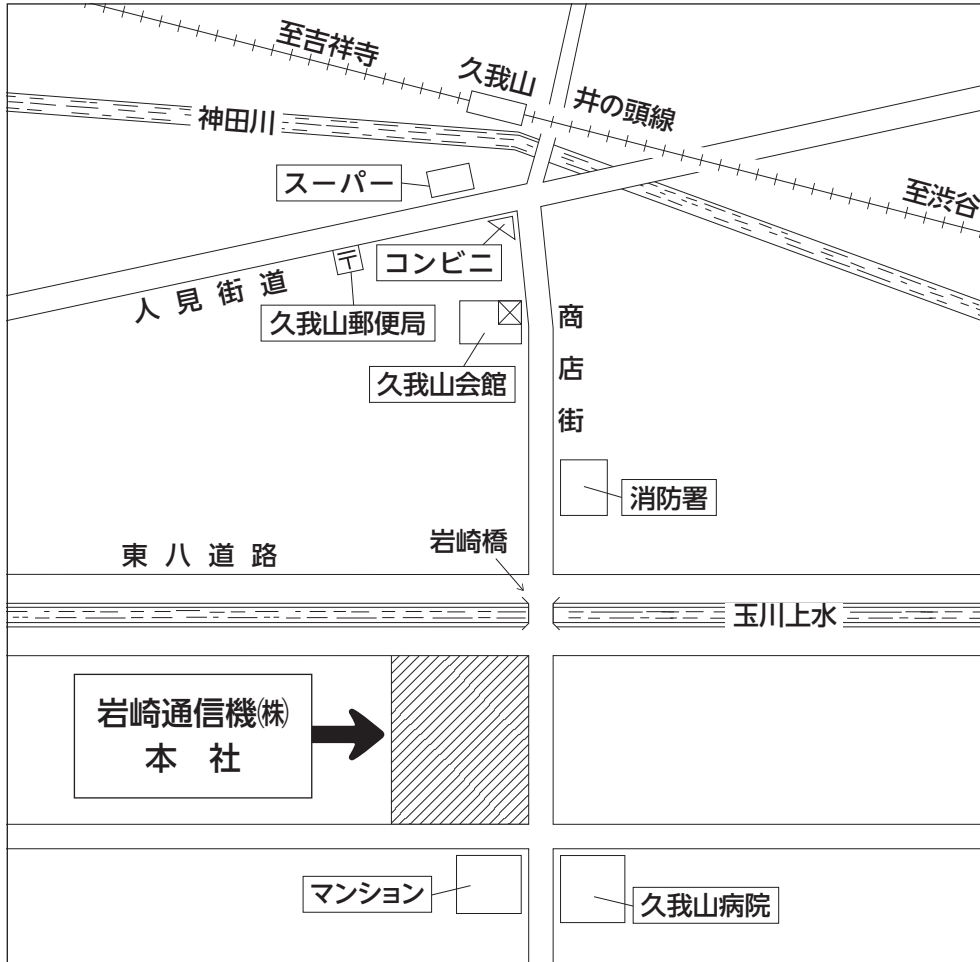 至吉祥寺
久我山
井の頭線
神田川
スーパー
至渋谷
コンビニ
〒
人見街道
久我山郵便局
商店街
久我山会館
消防署
岩崎橋
東八道路
玉川上水
岩崎通信機㈱
本社
マンション
久我山病院